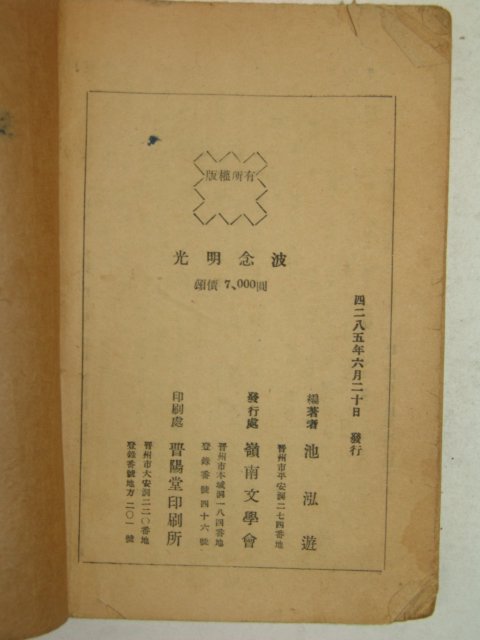 版權所有
光明念波
頒價 7,000圓
四二八五年六月二十日 發行
編著者 池泓遊
晋州市平安洞二七四番地
發行處 嶺南文學會
晋州市本城洞一八四番地
登錄番號四十六號
印刷處 晋陽堂印刷所
晋州市大安洞二二〇番地
登錄番號地方二〇一號